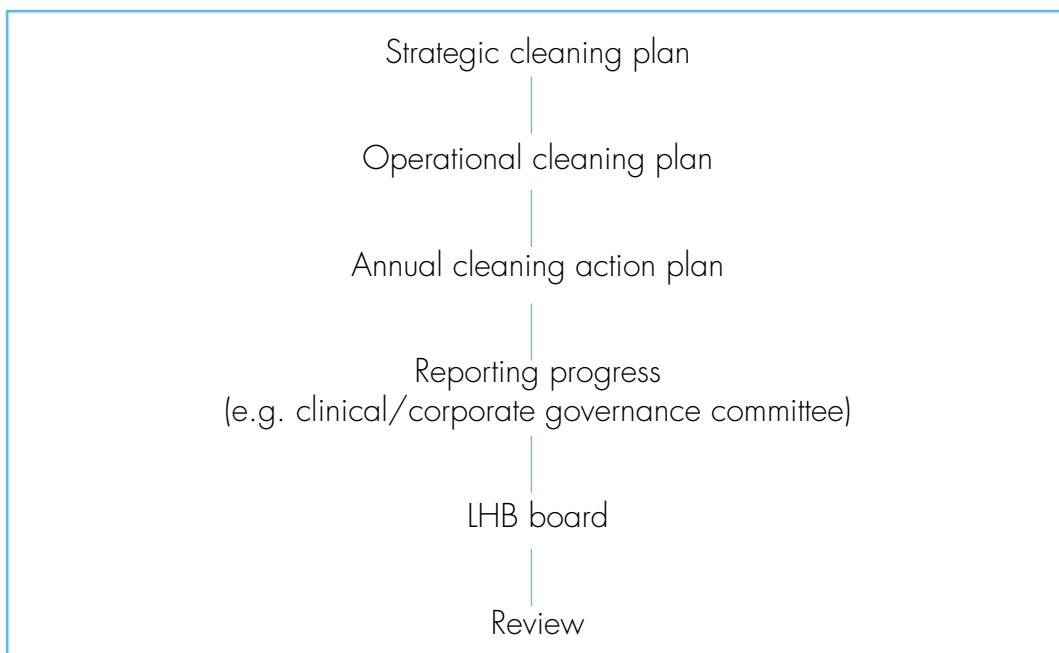 Strategic cleaning plan
Operational cleaning plan
Annual cleaning action plan
Reporting progress
(e.g. clinical/corporate governance committee)
LHB board
Review